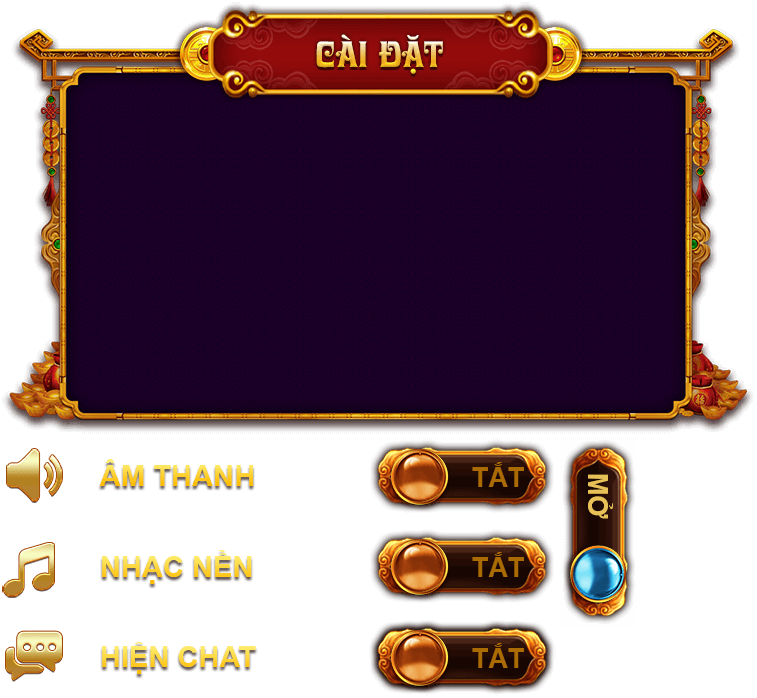 CÀI ĐẶT
ÂM THANH
TẮT
MỞ
NHẠC NỀN
TẮT
HIỆN CHAT
TẮT